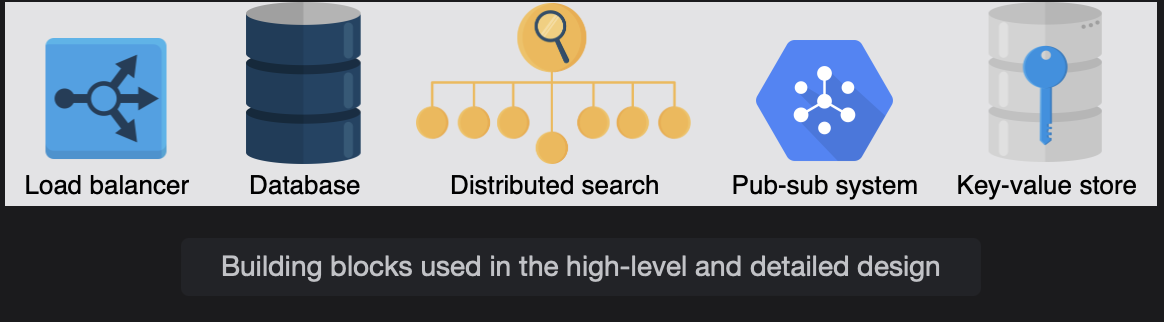 Load balancer
Database
Distributed search
Pub-sub system
Key-value store
Building blocks used in the high-level and detailed design